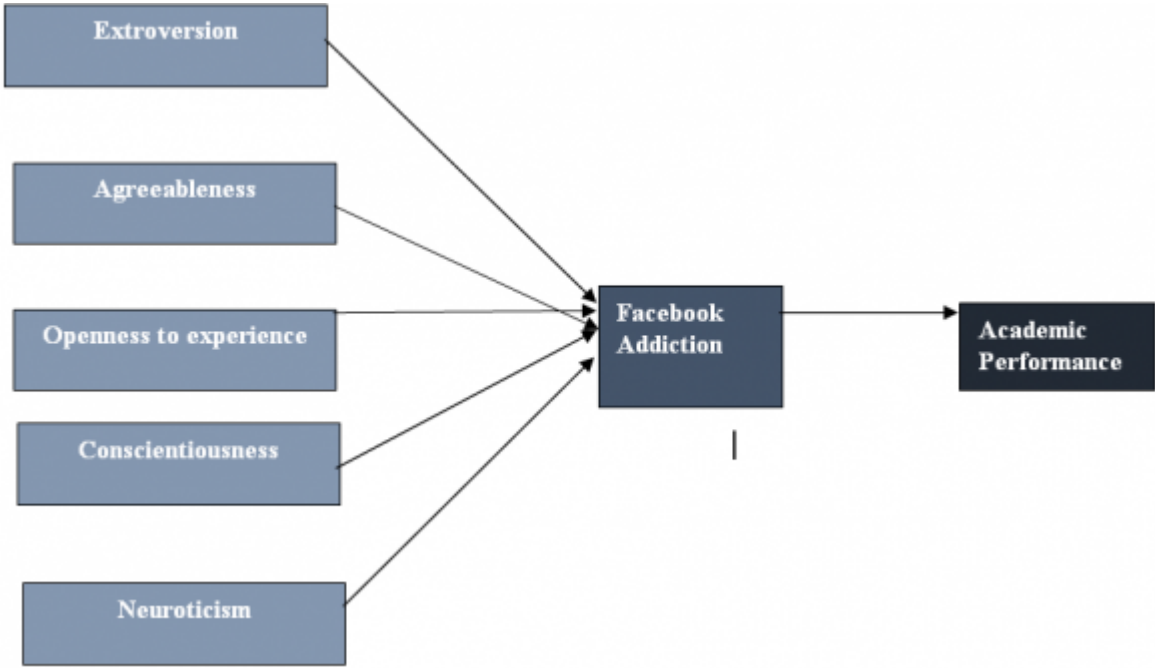 Extroversion
Agreeableness
Openness to experience
Conscientiousness
Neuroticism
Facebook
Addiction
Academic
Performance